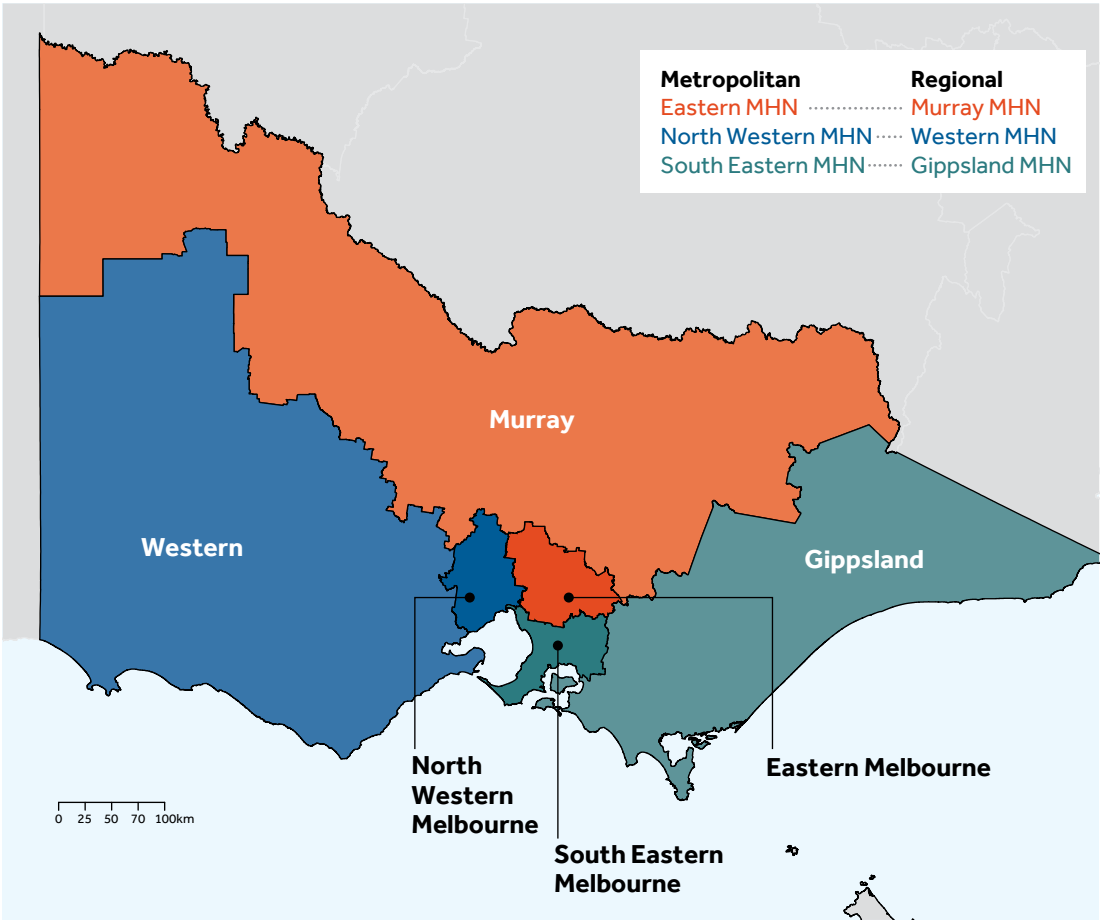 Metropolitan Regional
Eastern MHN Murray MHN
North Western MHN Western MHN
South Eastern MHN Gippsland MHN
Murray
Western
Gippsland
North
Western
Melbourne
Eastern Melbourne
South Eastern
Melbourne
0 25 50 70 100km